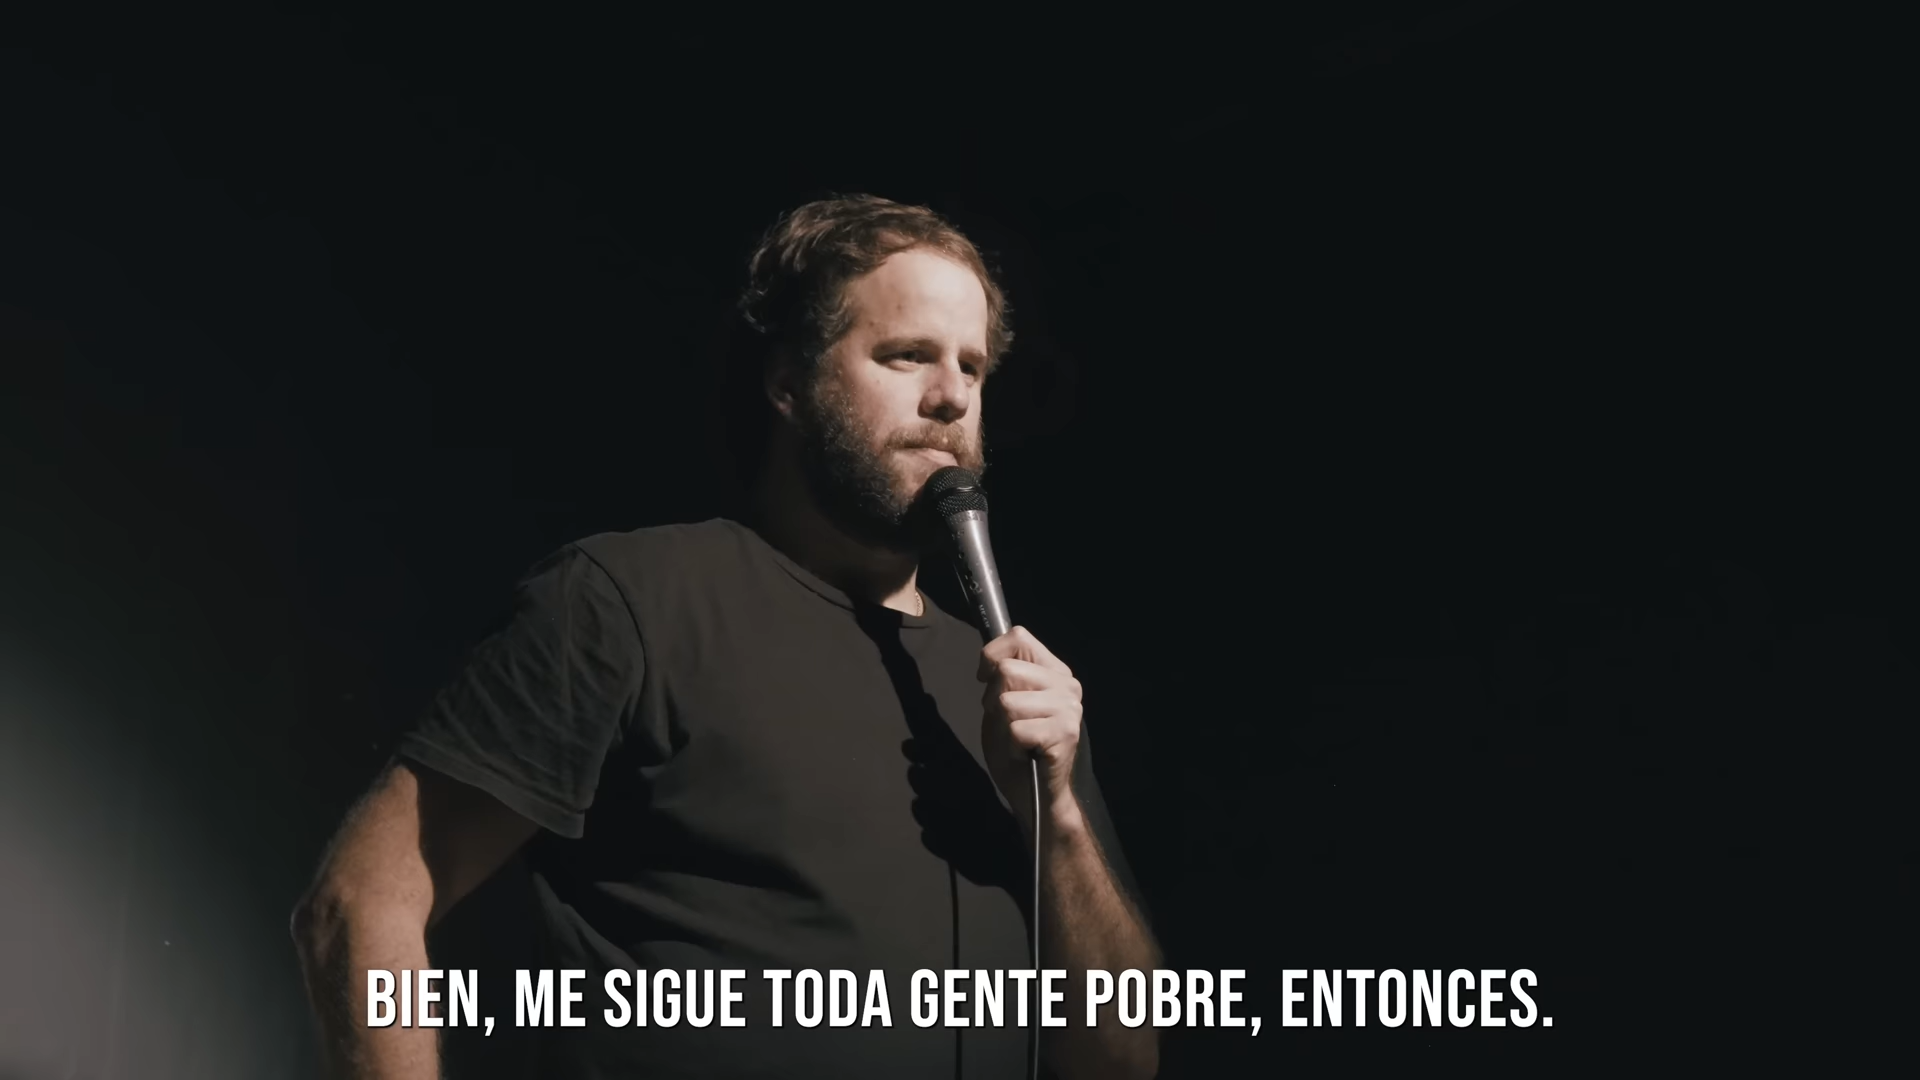 BIEN, ME SIGUE TODA GENTE POBRE, ENTONCES.